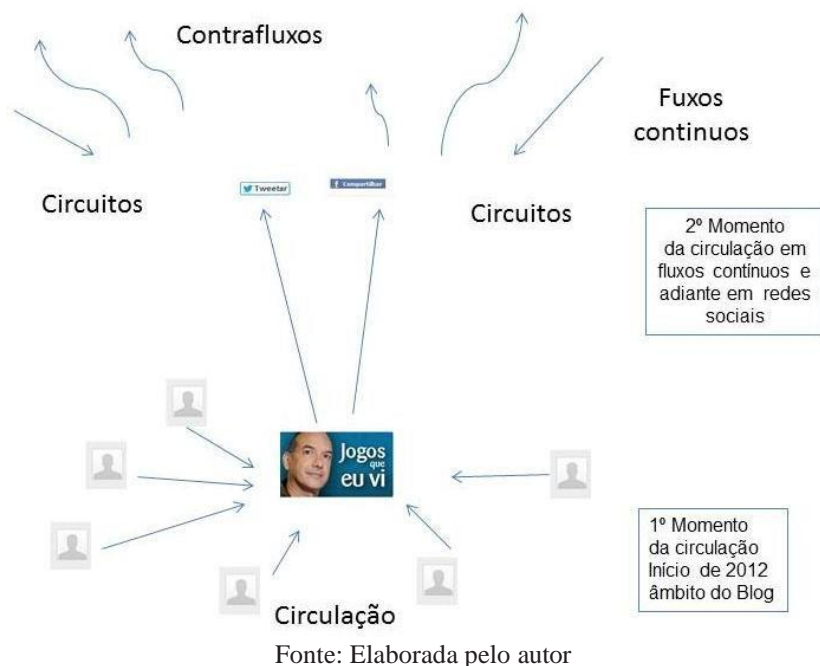 Contrafluxos
Fuxos
continuos
Tweetar
Compartilhar
Circuitos
Circuitos
2º Momento
da circulação em
fluxos contínuos e
adiante em redes
sociais
Jogos
que
eu vi
1º Momento
da circulação
Início de 2012
âmbito do Blog
Circulação
Fonte: Elaborada pelo autor